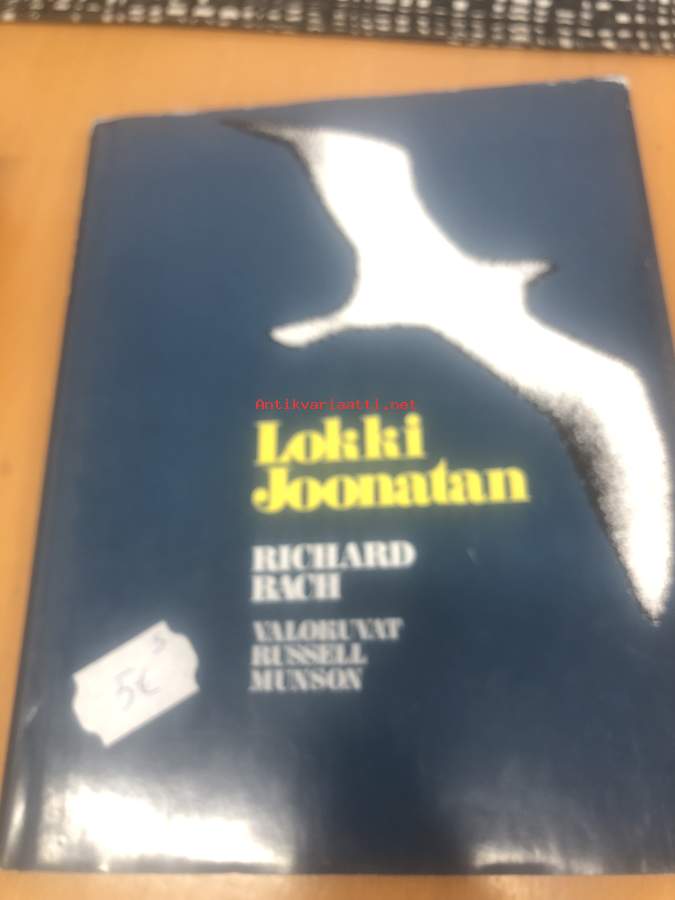 Antikvariaatti.net
Lokki
Joonatan
RICHARD
BACH
VALOKUVAT
RUSSELL
MUNSON
5€